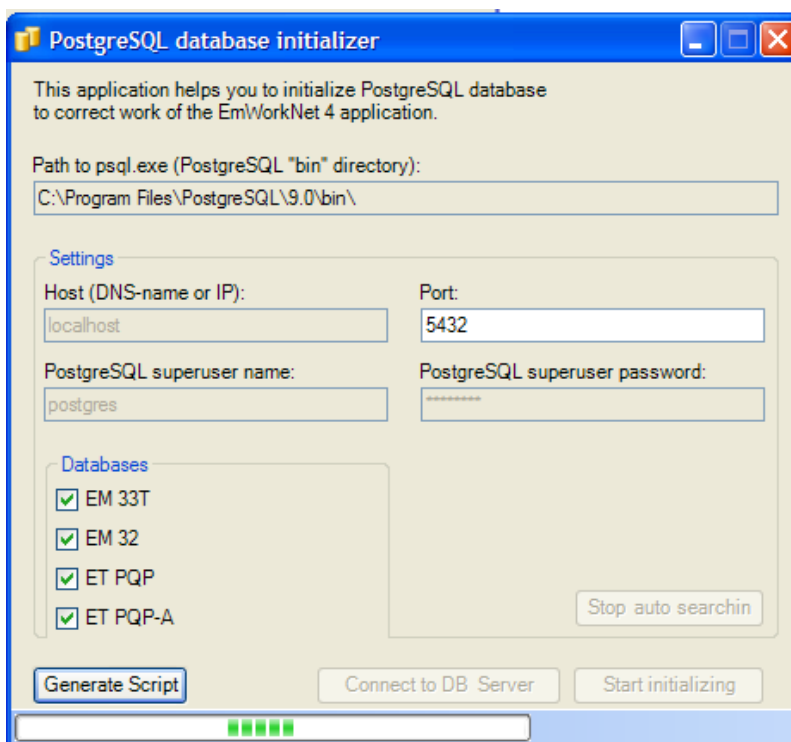 PostgreSQL database initializer
This application helps you to initialize PostgreSQL database
to correct work of the EmWorkNet 4 application.
Path to psql.exe (PostgreSQL "bin" directory):
C:\Program Files\PostgreSQL\9.0\bin\
Settings
Host (DNS-name or IP):
Port:
localhost
5432
PostgreSQL superuser name:
PostgreSQL superuser password:
postgres
********
Databases
EM 33T
EM 32
ET PQP
ET PQP-A
Stop auto searchin
Generate Script
Connect to DB Server
Start initializing